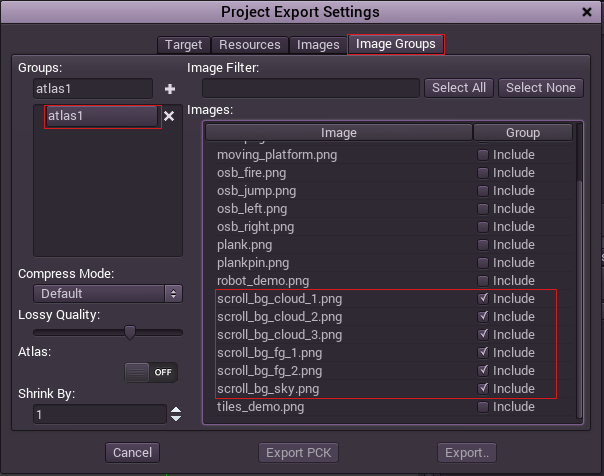 Project Export Settings
Target Resources Images Image Groups
Groups:
atlas1
atlas1
Compress Mode:
Default
Lossy Quality:
Atlas:
OFF
Shrink By:
1
Image Filter:
Select All Select None
Images:
Image Group
moving_platform.png Include
osb_fire.png Include
osb_jump.png Include
osb_left.png Include
osb_right.png Include
plank.png Include
plankpin.png Include
robot_demo.png Include
scroll_bg_cloud_1.png Include
scroll_bg_cloud_2.png Include
scroll_bg_cloud_3.png Include
scroll_bg_fg_1.png Include
scroll_bg_fg_2.png Include
scroll_bg_sky.png Include
tiles_demo.png Include
Cancel Export PCK Export..